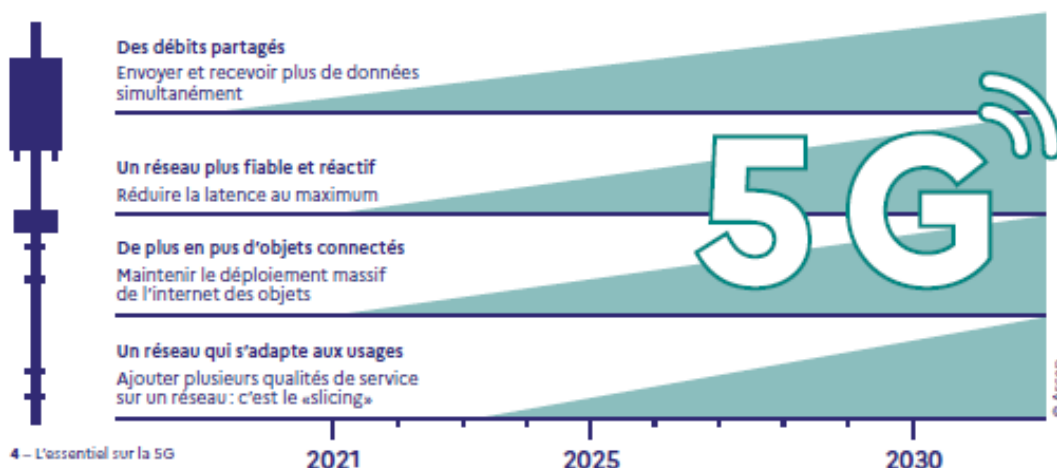 Des débits partagés
Envoyer et recevoir plus de données
simultanément
Un réseau plus fiable et réactif
Réduire la latence au maximum
De plus en pus d'objets connectés
Maintenir le déploiement massif
de l'internet des objets
Un réseau qui s'adapte aux usages
Ajouter plusieurs qualités de service
sur un réseau : c'est le «slicing»
5G
© Arcep
4 – L'essentiel sur la 5G
2021 2025 2030